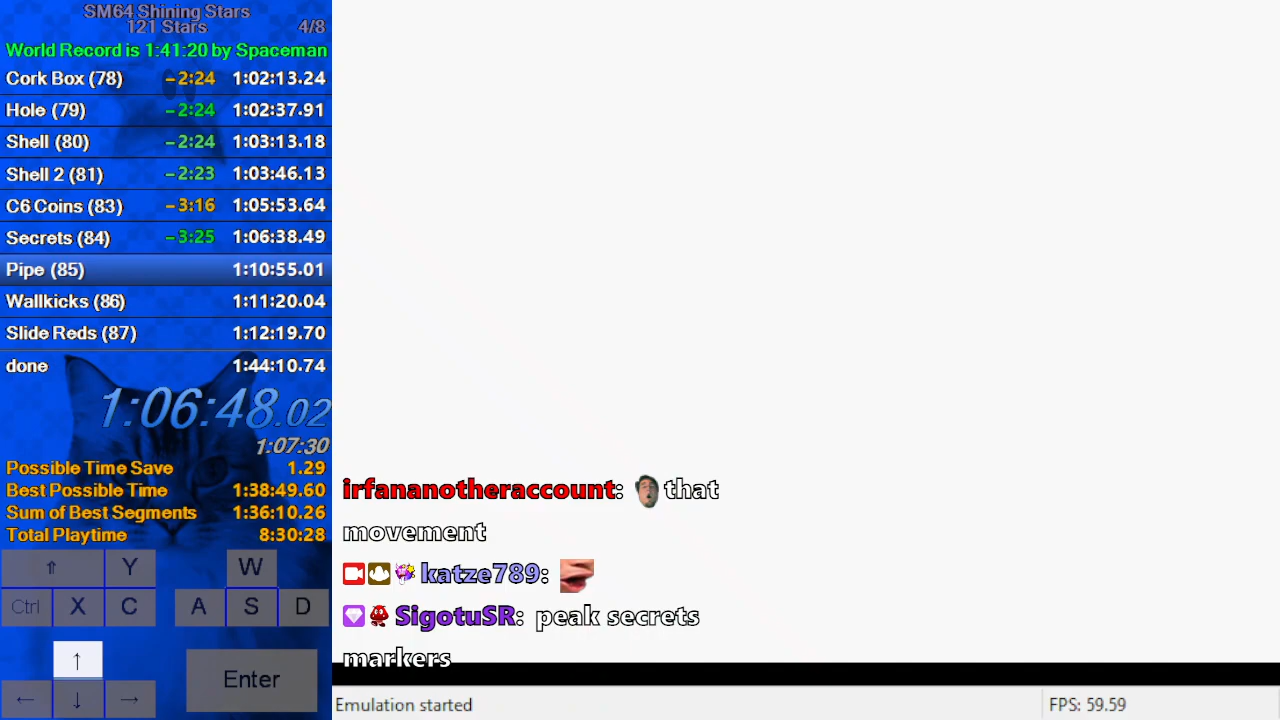 SM64 Shining Stars
121 Stars 4/8
World Record is 1:41:20 by Spaceman
Cork Box (78) -2:24 1:02:13.24
Hole (79) -2:24 1:02:37.91
Shell (80) -2:24 1:03:13.18
Shell 2 (81) -2:23 1:03:46.13
C6 Coins (83) -3:16 1:05:53.64
Secrets (84) -3:25 1:06:38.49
Pipe (85) 1:10:55.01
Wallkicks (86) 1:11:20.04
Slide Reds (87) 1:12:19.70
done 1:44:10.74
1:06:48.02
1:07:30
Possible Time Save 1.29
Best Possible Time 1:38:49.60
Sum of Best Segments 1:36:10.26
Total Playtime 8:30:28
⇑ Y W
Ctrl X C A S D
↑
Enter
← ↓ →
irfananotheraccount: that
movement
katze789:
SigotuSR: peak secrets
markers
Emulation started FPS: 59.59